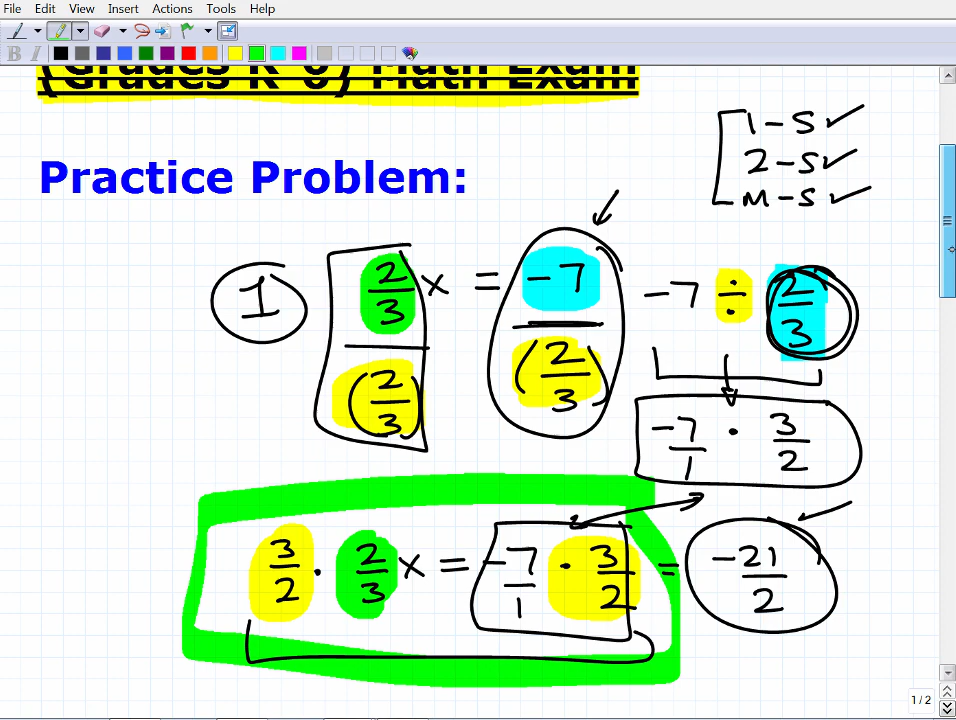 File Edit View Insert Actions Tools Help
B I
(Grades K-6) Math Exam
1-S ✓
2-S ✓
M-S ✓
Practice Problem:
1 2/3 x = -7 -7 ÷ 2/3
(2/3) (2/3)
-7/1 · 3/2
3/2 · 2/3 x = -7/1 · 3/2 = -21/2
1 / 2